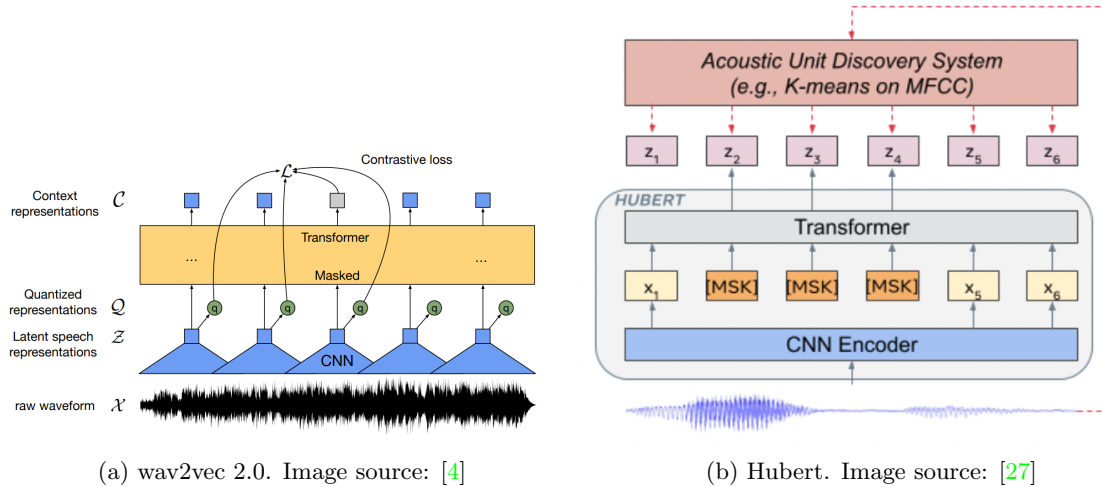 Contrastive loss
ℒ
Context
representations 𝒞
Transformer
... ...
Masked
Quantized
representations 𝒬
q q q q q
Latent speech
representations 𝒵
CNN
raw waveform 𝒳
(a) wav2vec 2.0. Image source: [4]
Acoustic Unit Discovery System
(e.g., K-means on MFCC)
z₁ z₂ z₃ z₄ z₅ z₆
HUBERT
Transformer
x₁ [MSK] [MSK] [MSK] x₅ x₆
CNN Encoder
(b) Hubert. Image source: [27]